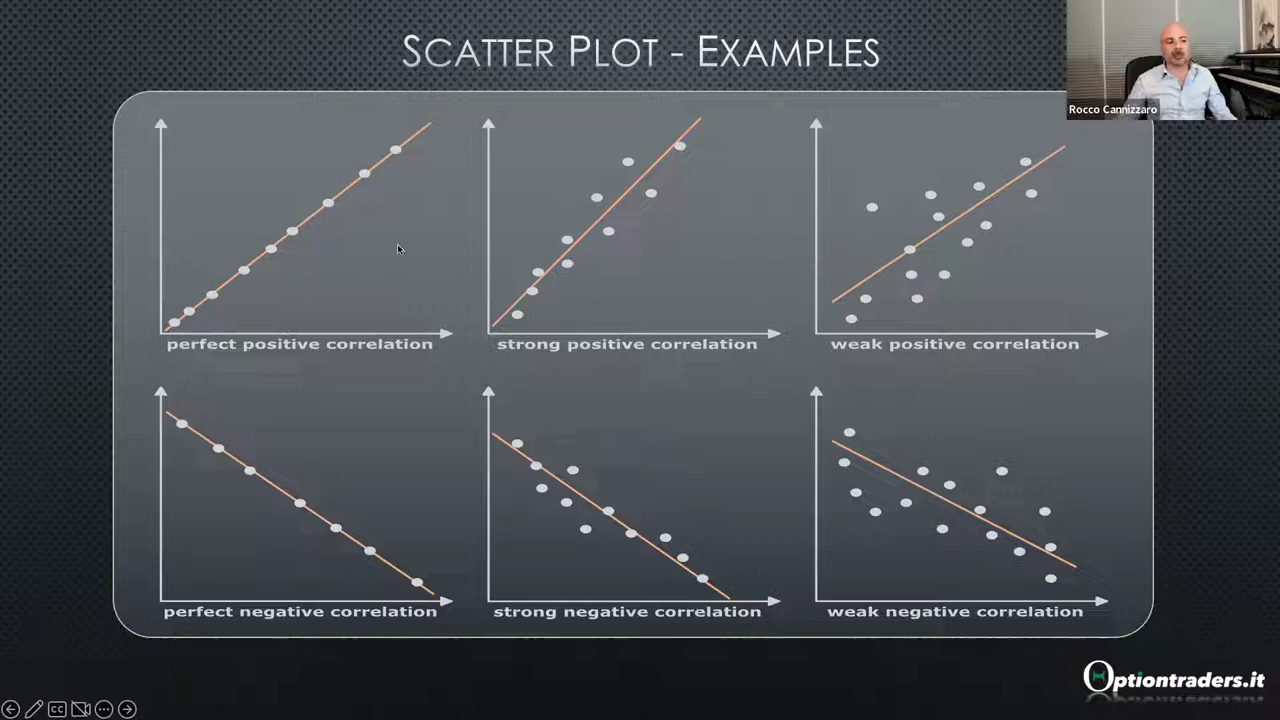 SCATTER PLOT - EXAMPLES
Rocco Cannizzaro
perfect positive correlation
strong positive correlation
weak positive correlation
perfect negative correlation
strong negative correlation
weak negative correlation
Optiontraders.it
CC